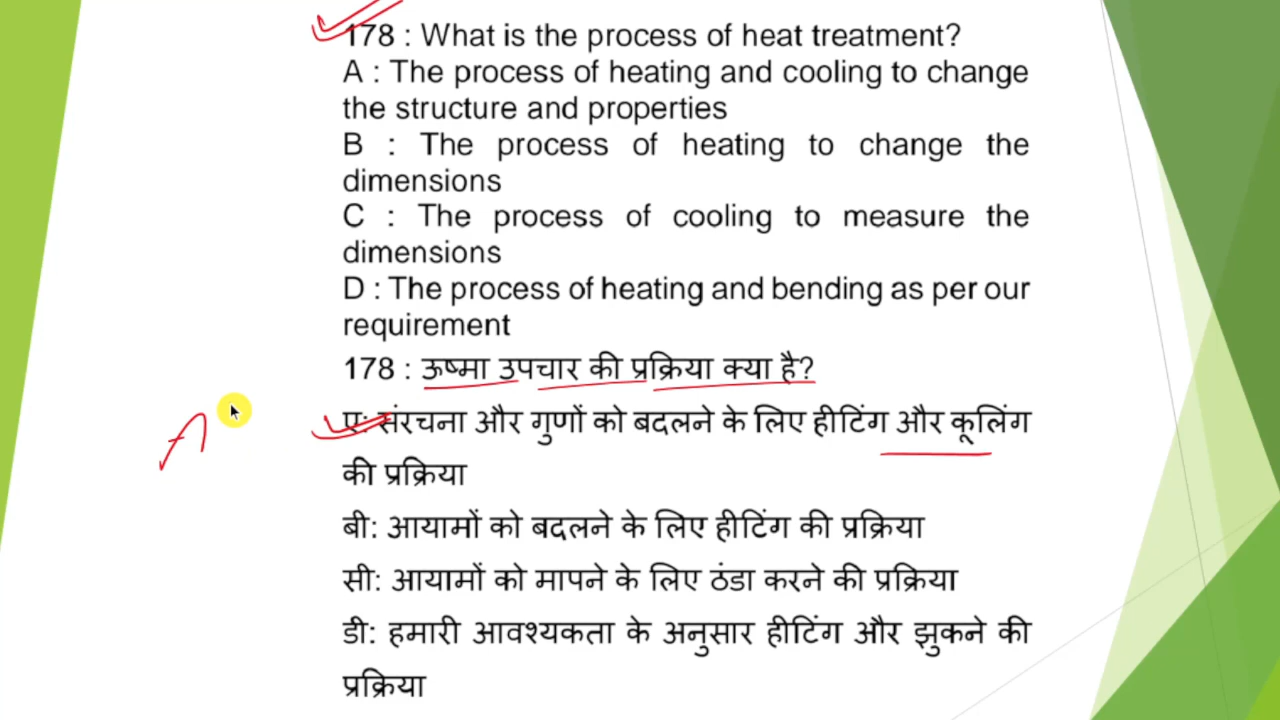 178 : What is the process of heat treatment?
A : The process of heating and cooling to change
the structure and properties
B : The process of heating to change the
dimensions
C : The process of cooling to measure the
dimensions
D : The process of heating and bending as per our
requirement
178 : ऊष्मा उपचार की प्रक्रिया क्या है?
ए: संरचना और गुणों को बदलने के लिए हीटिंग और कूलिंग
की प्रक्रिया
बी: आयामों को बदलने के लिए हीटिंग की प्रक्रिया
सी: आयामों को मापने के लिए ठंडा करने की प्रक्रिया
डी: हमारी आवश्यकता के अनुसार हीटिंग और झुकने की
प्रक्रिया